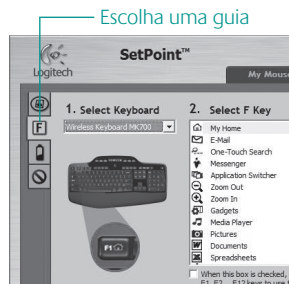 Escolha uma guia
SetPoint™
Logitech
My Mouse
1. Select Keyboard
2. Select F Key
F
Wireless Keyboard MK700
My Home
E-Mail
One-Touch Search
Messenger
Application Switcher
Zoom Out
Zoom In
Gadgets
Media Player
Pictures
Documents
Spreadsheets
F1
When this box is checked,
F1, F2 ... F12 keys to use